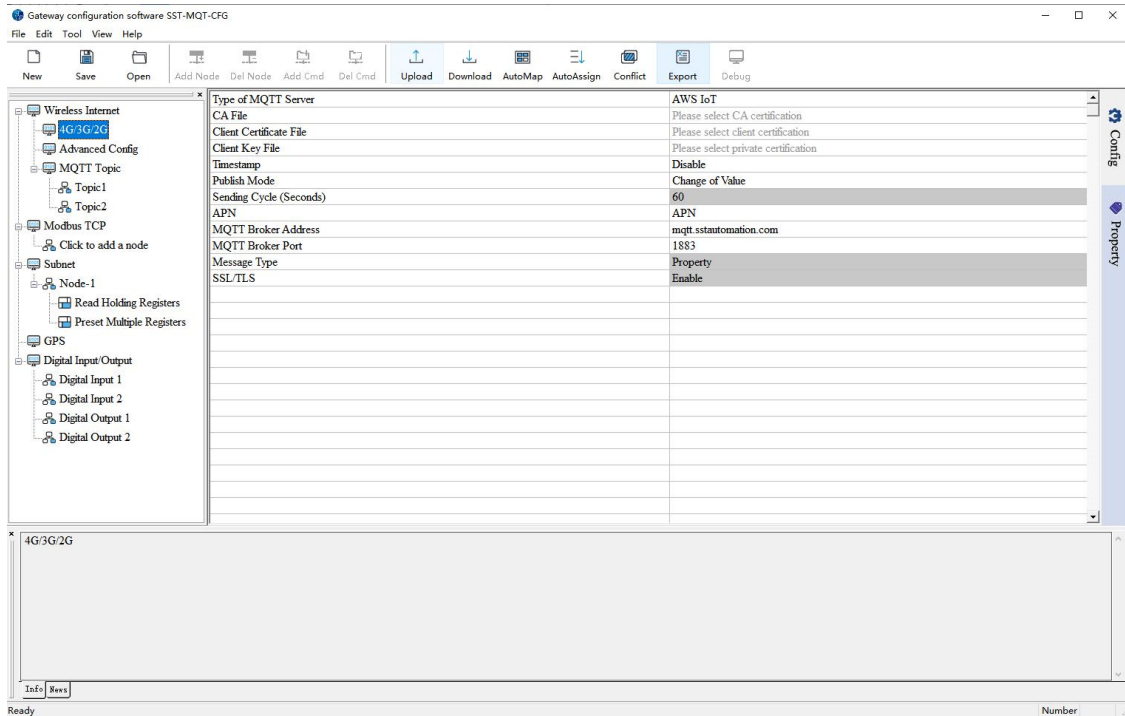 Gateway configuration software SST-MQT-CFG
File Edit Tool View Help
New Save Open Add Node Del Node Add Cmd Del Cmd Upload Download AutoMap AutoAssign Conflict Export Debug
Wireless Internet
4G/3G/2G
Advanced Config
MQTT Topic
Topic1
Topic2
Modbus TCP
Click to add a node
Subnet
Node-1
Read Holding Registers
Preset Multiple Registers
GPS
Digital Input/Output
Digital Input 1
Digital Input 2
Digital Output 1
Digital Output 2
Type of MQTT Server AWS IoT
CA File Please select CA certification
Client Certificate File Please select client certification
Client Key File Please select private certification
Timestamp Disable
Publish Mode Change of Value
Sending Cycle (Seconds) 60
APN APN
MQTT Broker Address mqtt.sstautomation.com
MQTT Broker Port 1883
Message Type Property
SSL/TLS Enable
Config
Property
4G/3G/2G
Info News
Ready Number